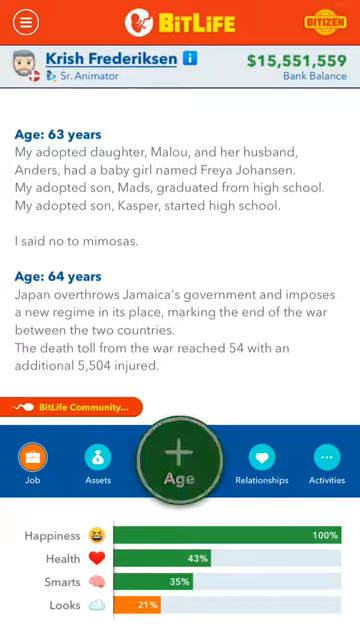 BitLife
BITIZEN
Krish Frederiksen i
$15,551,559
Sr. Animator
Bank Balance
Age: 63 years
My adopted daughter, Malou, and her husband,
Anders, had a baby girl named Freya Johansen.
My adopted son, Mads, graduated from high school.
My adopted son, Kasper, started high school.
I said no to mimosas.
Age: 64 years
Japan overthrows Jamaica's government and imposes
a new regime in its place, marking the end of the war
between the two countries.
The death toll from the war reached 54 with an
additional 5,504 injured.
BitLife Community...
Job
Assets
Age
Relationships
Activities
Happiness 100%
Health 43%
Smarts 35%
Looks 21%